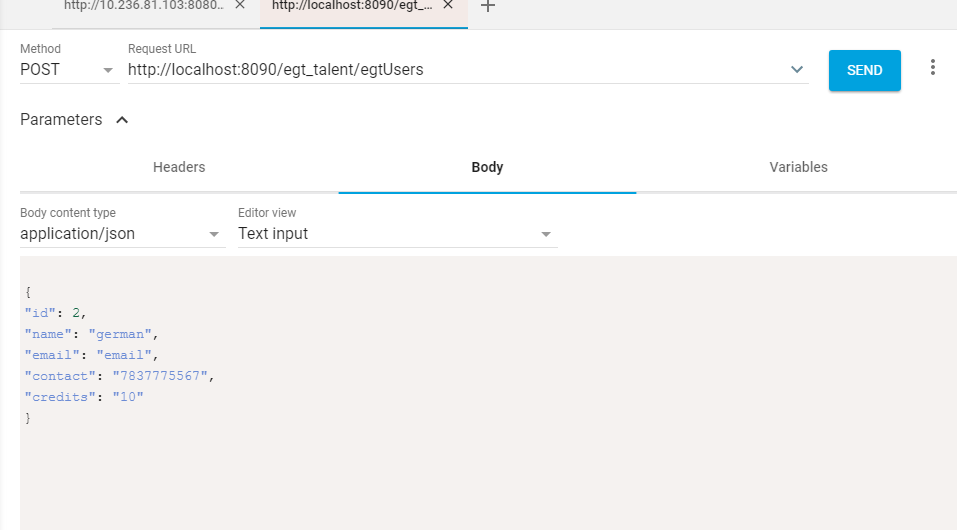 http://10.236.81.103:8080.. × http://localhost:8090/egt_... × +
Method Request URL
POST http://localhost:8090/egt_talent/egtUsers SEND
Parameters
Headers Body Variables
Body content type Editor view
application/json Text input
{
"id": 2,
"name": "german",
"email": "email",
"contact": "7837775567",
"credits": "10"
}